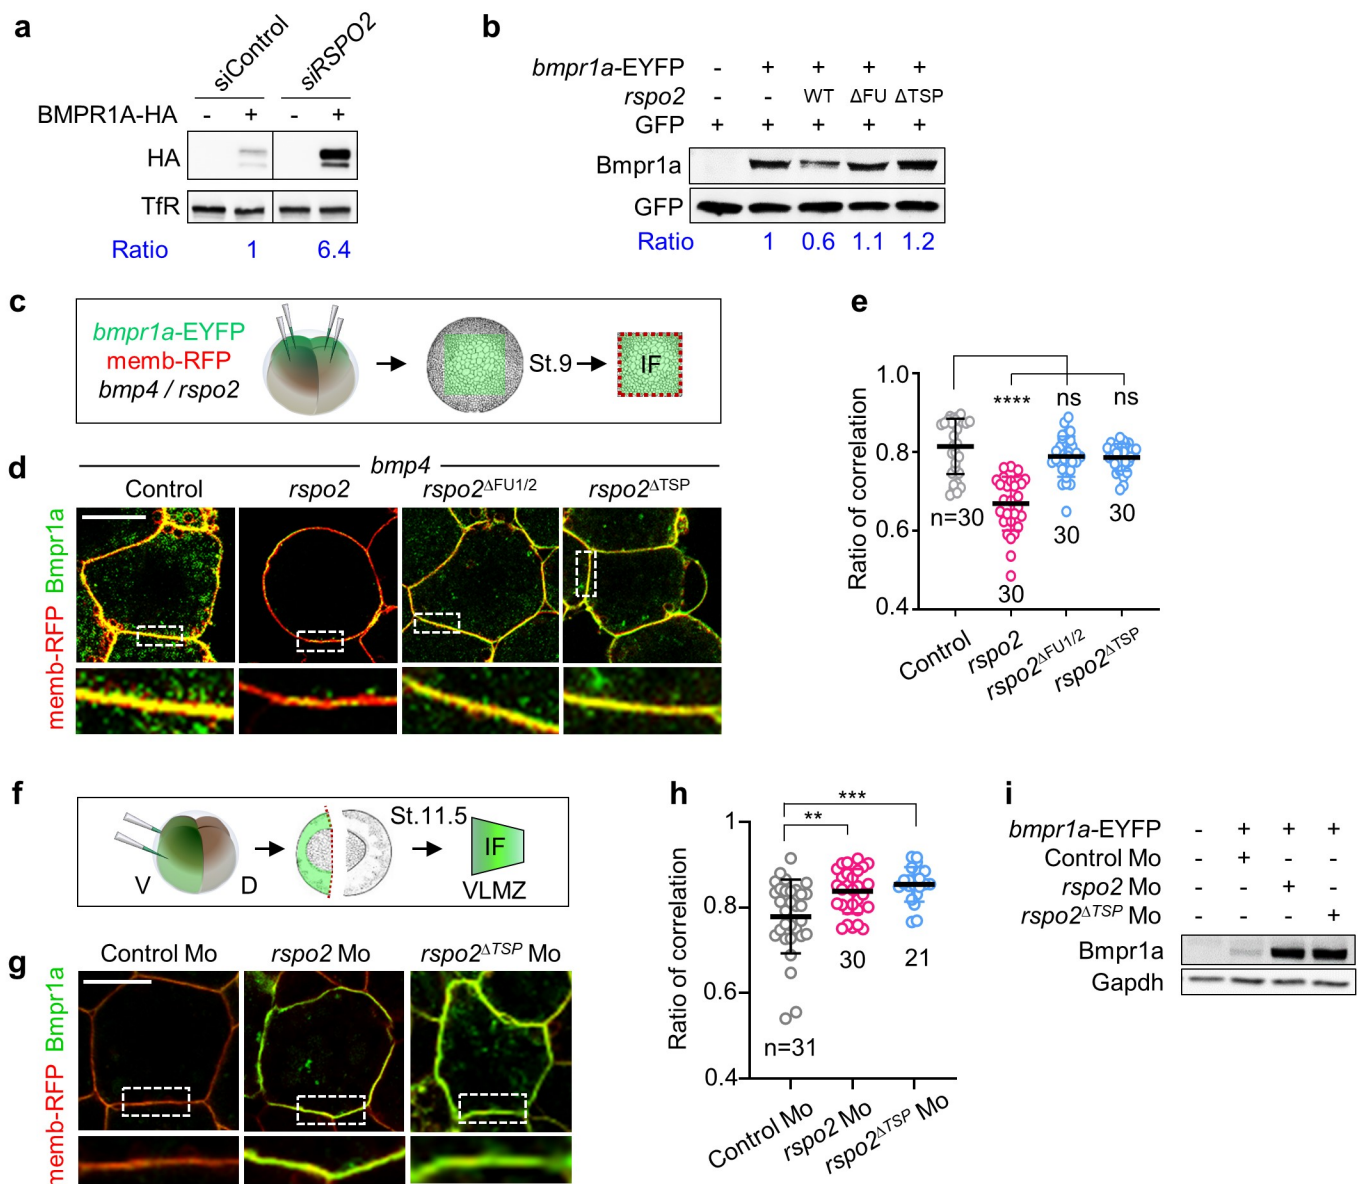 a
siControl
siRSPO2
BMPR1A-HA - + - +
HA
TfR
Ratio 1 6.4
b
bmpr1a-EYFP - + + + +
rspo2 - - WT ΔFU ΔTSP
GFP + + + + +
Bmpr1a
GFP
Ratio 1 0.6 1.1 1.2
c
bmpr1a-EYFP
memb-RFP
bmp4 / rspo2
St.9
IF
d
bmp4
Control rspo2 rspo2ΔFU1/2 rspo2ΔTSP
memb-RFP Bmpr1a
e
Ratio of correlation
1.0
0.8
0.6
0.4
**** ns ns
n=30
30
30
30
Control
rspo2
rspo2ΔFU1/2
rspo2ΔTSP
f
V D
St.11.5
IF
VLMZ
g
Control Mo rspo2 Mo rspo2ΔTSP Mo
memb-RFP Bmpr1a
h
Ratio of correlation
1
0.8
0.6
0.4
***
**
n=31
30
21
Control Mo
rspo2 Mo
rspo2ΔTSP Mo
i
bmpr1a-EYFP - + + +
Control Mo - + - -
rspo2 Mo - - + -
rspo2ΔTSP Mo - - - +
Bmpr1a
Gapdh